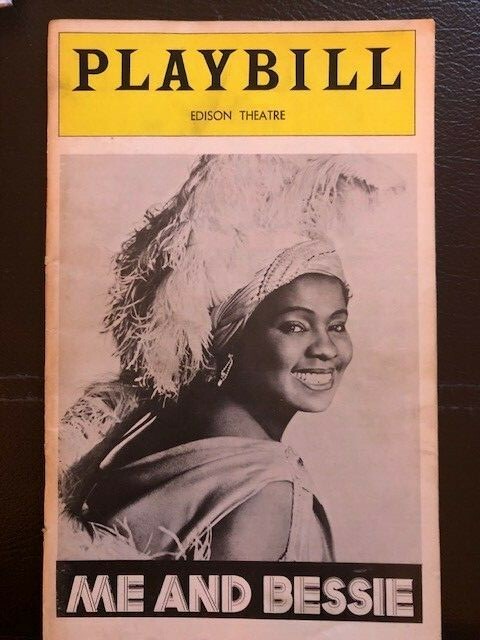 PLAYBILL
EDISON THEATRE
ME AND BESSIE